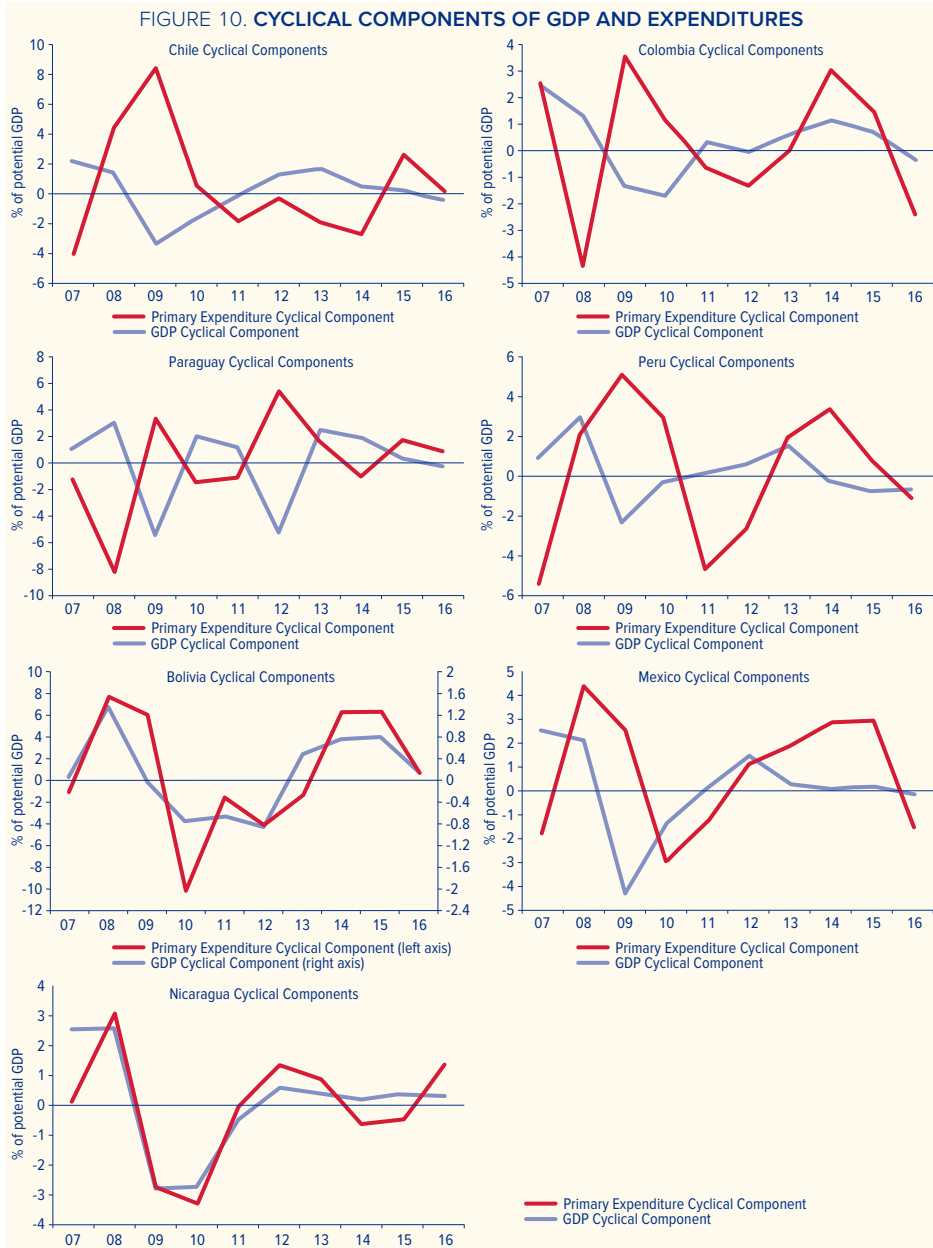 FIGURE 10. CYCLICAL COMPONENTS OF GDP AND EXPENDITURES
Chile Cyclical Components
% of potential GDP
10
8
6
4
2
0
-2
-4
-6
07 08 09 10 11 12 13 14 15 16
Primary Expenditure Cyclical Component
GDP Cyclical Component
Colombia Cyclical Components
% of potential GDP
4
3
2
1
0
-1
-2
-3
-4
-5
07 08 09 10 11 12 13 14 15 16
Primary Expenditure Cyclical Component
GDP Cyclical Component
Paraguay Cyclical Components
% of potential GDP
8
6
4
2
0
-2
-4
-6
-8
-10
07 08 09 10 11 12 13 14 15 16
Primary Expenditure Cyclical Component
GDP Cyclical Component
Peru Cyclical Components
% of potential GDP
6
4
2
0
-2
-4
-6
07 08 09 10 11 12 13 14 15 16
Primary Expenditure Cyclical Component
GDP Cyclical Component
Bolivia Cyclical Components
% of potential GDP
10
8
6
4
2
0
-2
-4
-6
-8
-10
-12
2
1.6
1.2
0.8
0.4
0
-0.4
-0.8
-1.2
-1.6
-2
-2.4
07 08 09 10 11 12 13 14 15 16
Primary Expenditure Cyclical Component (left axis)
GDP Cyclical Component (right axis)
Mexico Cyclical Components
% of potential GDP
5
4
3
2
1
0
-1
-2
-3
-4
-5
07 08 09 10 11 12 13 14 15 16
Primary Expenditure Cyclical Component
GDP Cyclical Component
Nicaragua Cyclical Components
% of potential GDP
4
3
2
1
0
-1
-2
-3
-4
07 08 09 10 11 12 13 14 15 16
Primary Expenditure Cyclical Component
GDP Cyclical Component